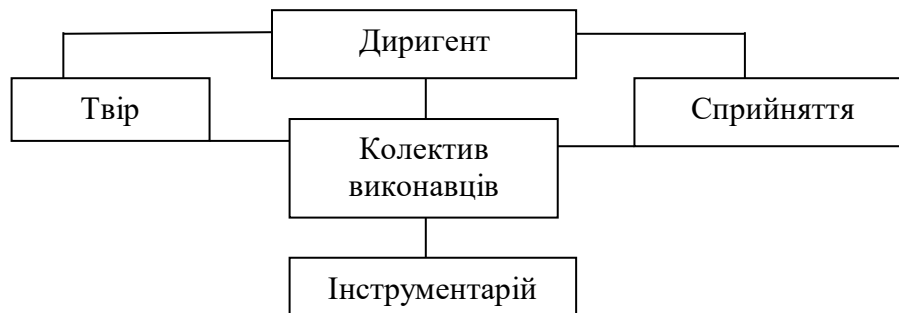 Диригент
Твір
Сприйняття
Колектив
виконавців
Інструментарій